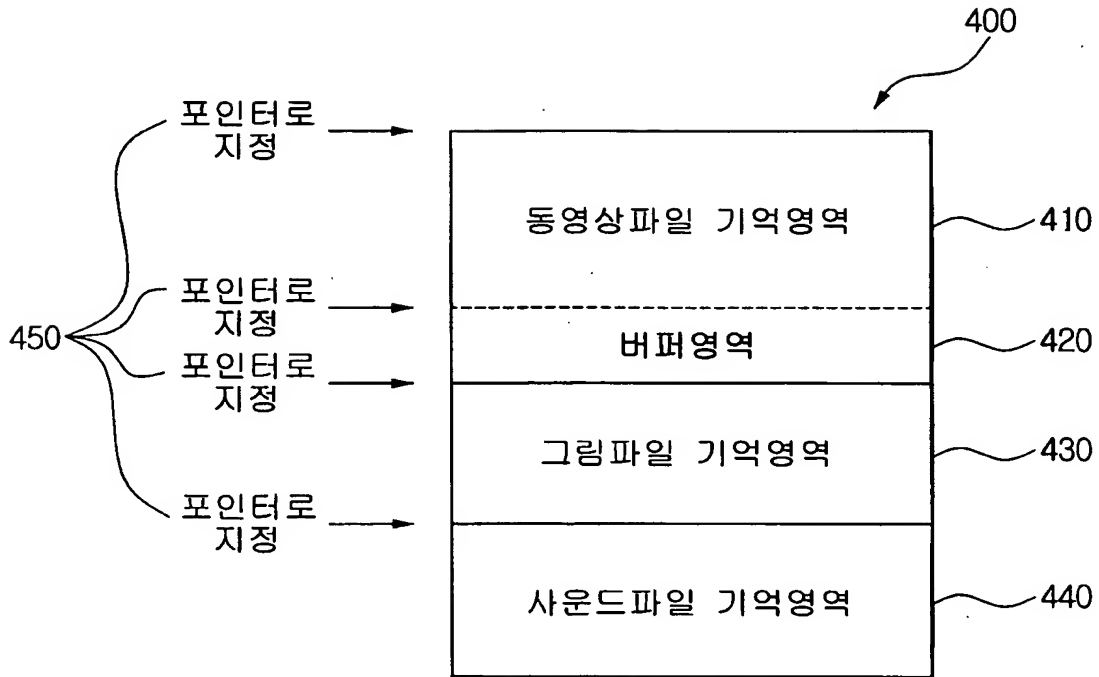 400
포인터로
지정
동영상파일 기억영역
410
포인터로
지정
450
버퍼영역
420
포인터로
지정
그림파일 기억영역
430
포인터로
지정
사운드파일 기억영역
440